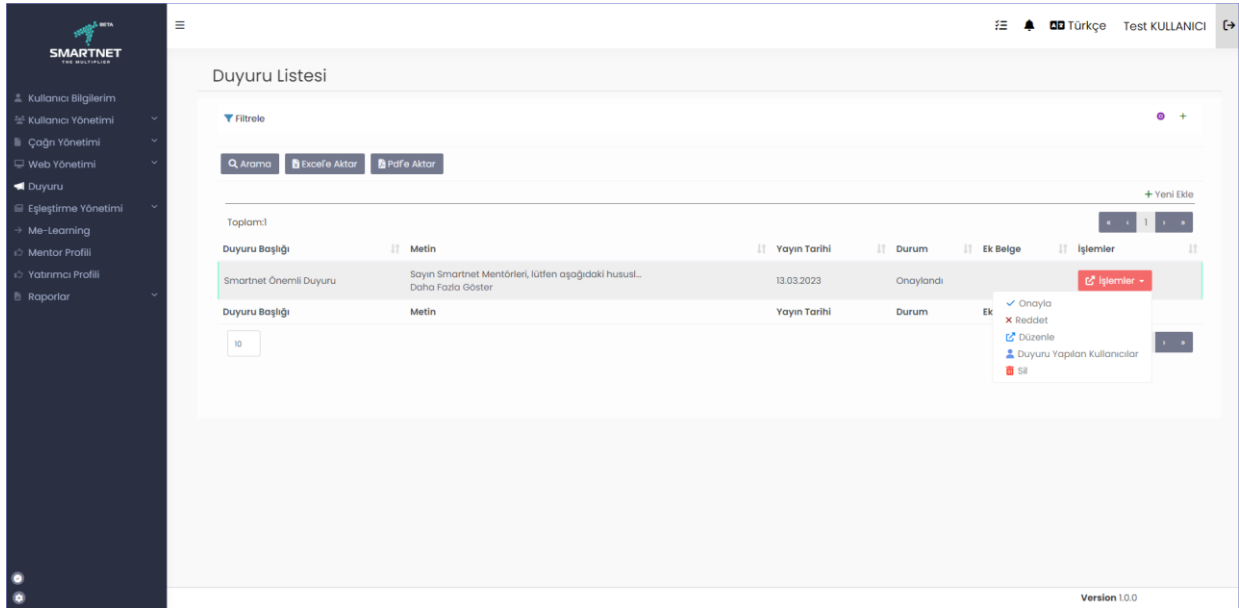 BETA
SMARTNET
THE MULTIPLIER
Türkçe
Test KULLANICI
Kullanıcı Bilgilerim
Kullanıcı Yönetimi
Çağrı Yönetimi
Web Yönetimi
Duyuru
Eşleştirme Yönetimi
Me-Learning
Mentor Profili
Yatırımcı Profili
Raporlar
Duyuru Listesi
Filtrele
Arama
Excel'e Aktar
Pdf'e Aktar
Yeni Ekle
Toplam:1
« ‹ 1 › »
Duyuru Başlığı Metin Yayın Tarihi Durum Ek Belge İşlemler
Smartnet Önemli Duyuru Sayın Smartnet Mentörleri, lütfen aşağıdaki hususl... 13.03.2023 Onaylandı İşlemler
Daha Fazla Göster
Duyuru Başlığı Metin Yayın Tarihi Durum Ek
Onayla
Reddet
Düzenle
Duyuru Yapılan Kullanıcılar
Sil
10
› »
Version 1.0.0